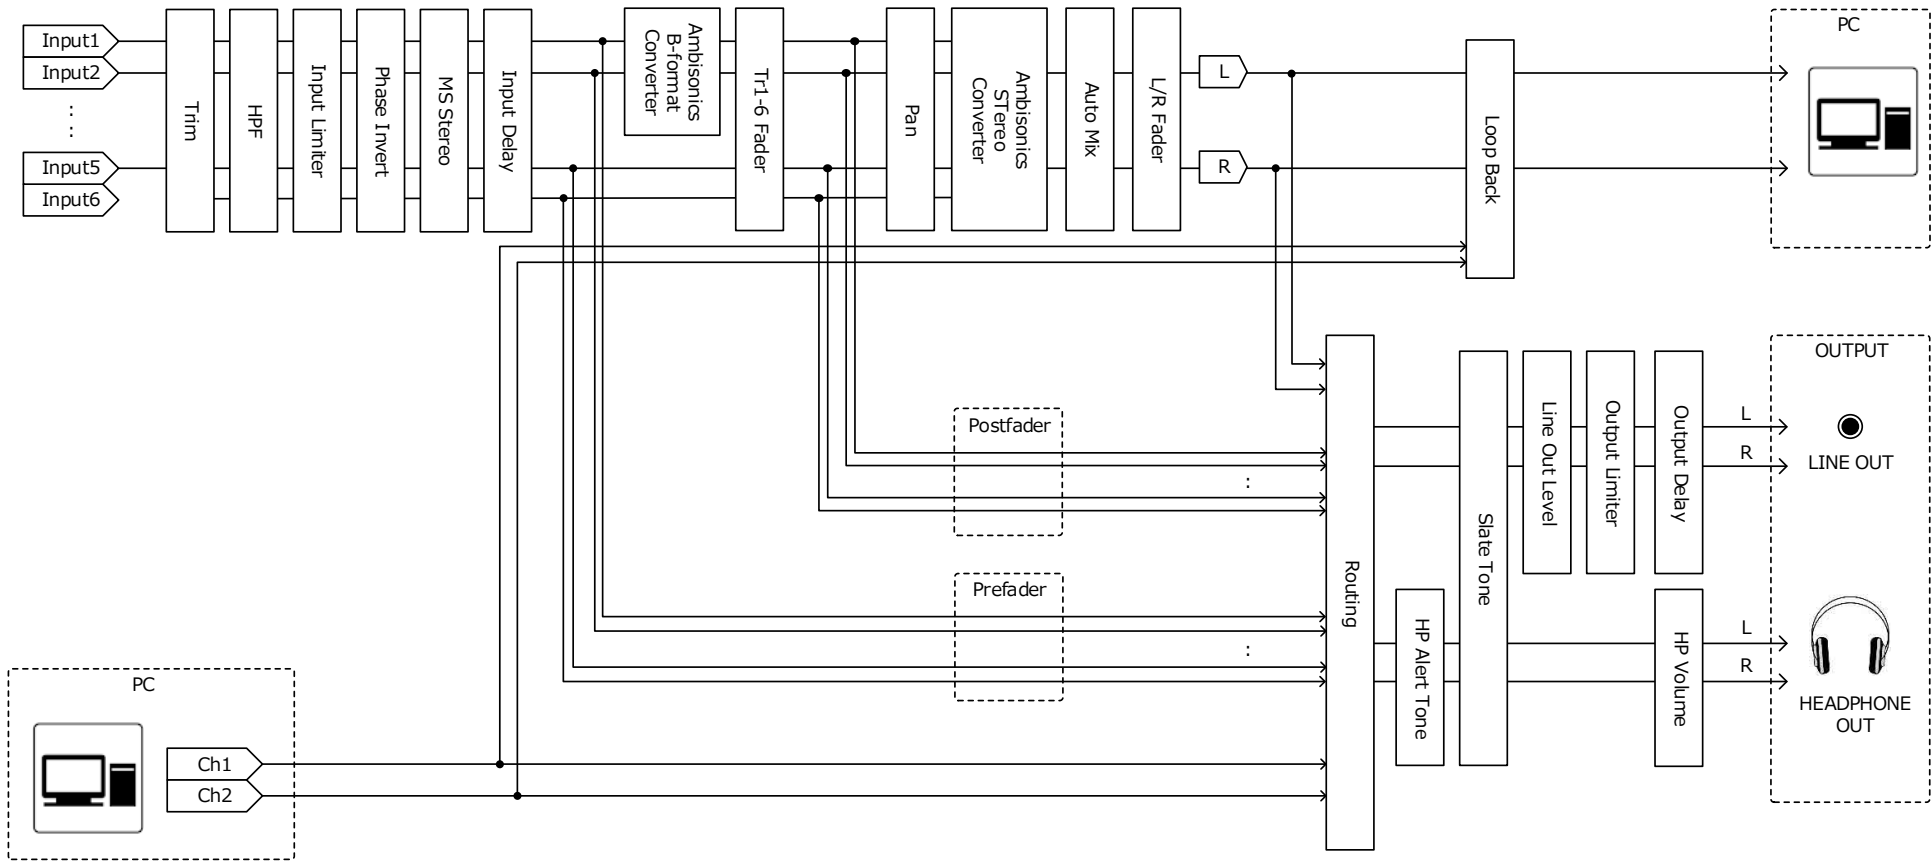 Input1
Input2
:
:
Input5
Input6
Trim
HPF
Input Limiter
Phase Invert
MS Stereo
Input Delay
Ambisonics
B-format
Converter
Tr1-6 Fader
Pan
Ambisonics
STereo
Converter
Auto Mix
L/R Fader
L
R
Loop Back
PC
Postfader
:
Prefader
:
Routing
HP Alert Tone
Slate Tone
Line Out Level
Output Limiter
Output Delay
HP Volume
L
R
L
R
OUTPUT
LINE OUT
HEADPHONE
OUT
PC
Ch1
Ch2